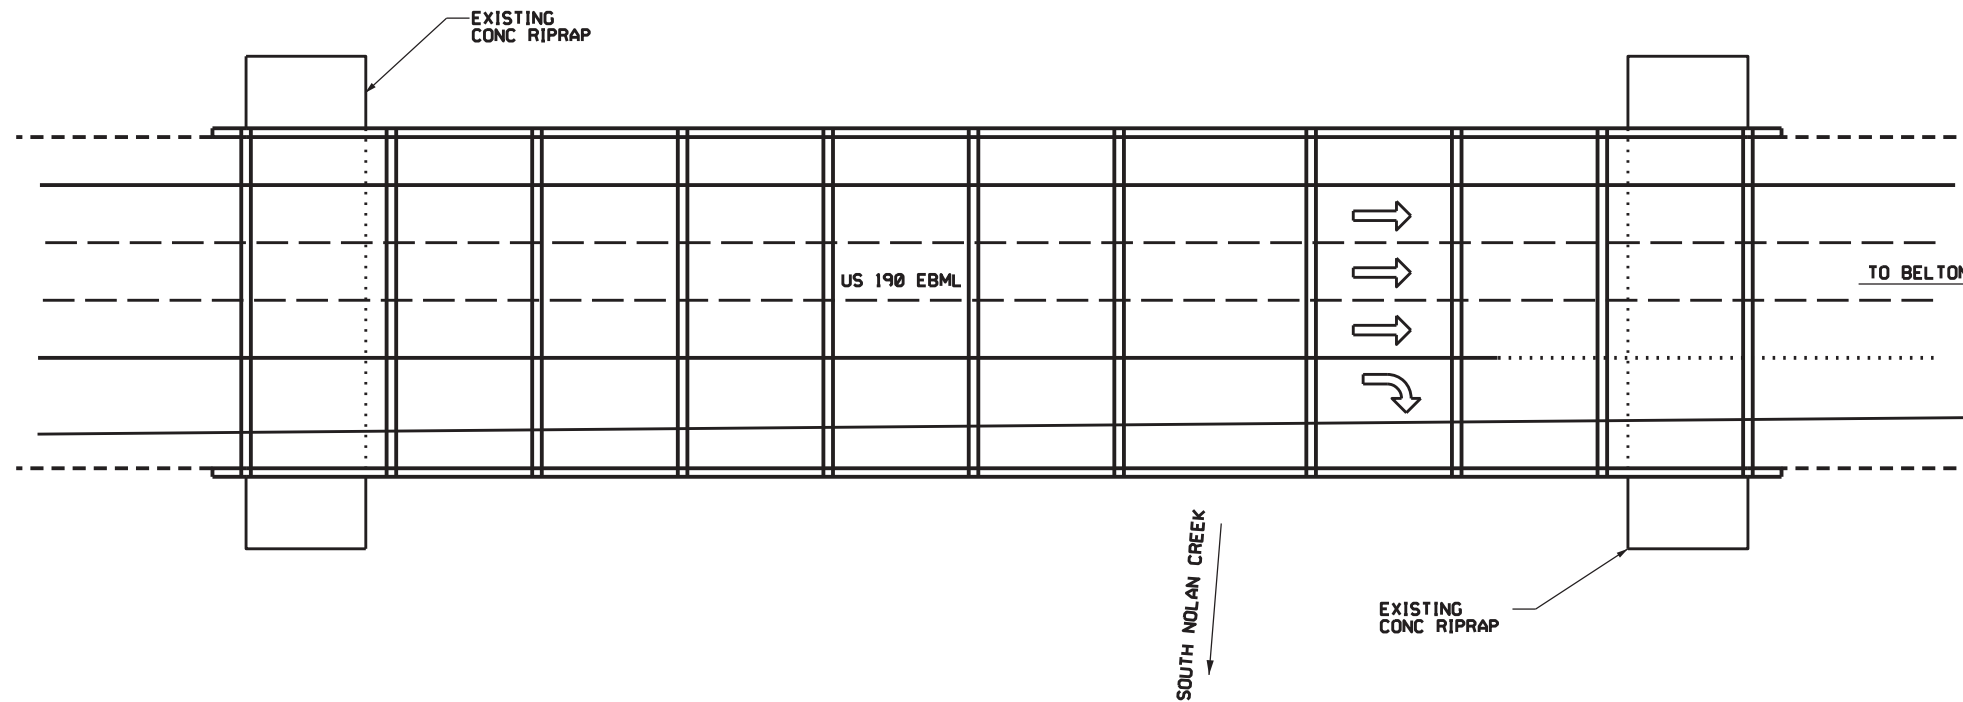 EXISTING
CONC RIPRAP
US 190 EBML
TO BELTON
SOUTH NOLAN CREEK
EXISTING
CONC RIPRAP